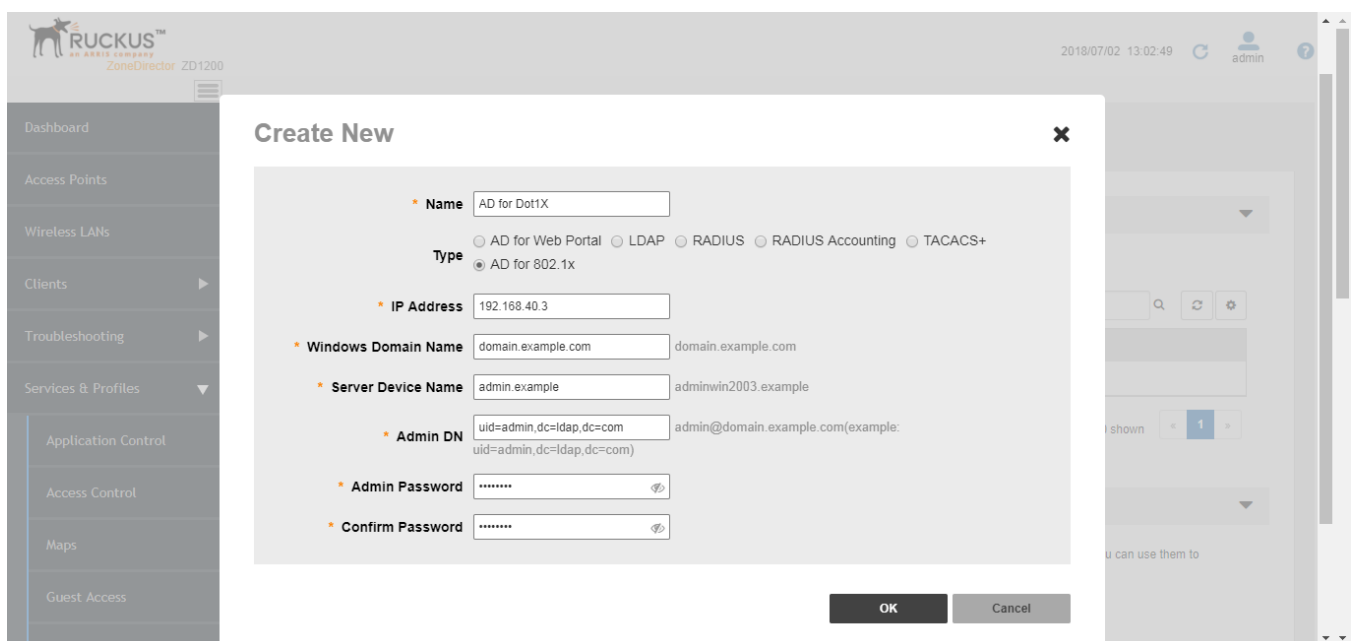 RUCKUS™
an ARRIS company
ZoneDirector ZD1200
2018/07/02 13:02:49
admin
Dashboard
Access Points
Wireless LANs
Clients
Troubleshooting
Services & Profiles
Application Control
Access Control
Maps
Guest Access
Create New
* Name AD for Dot1X
Type AD for Web Portal LDAP RADIUS RADIUS Accounting TACACS+
AD for 802.1x
* IP Address 192.168.40.3
* Windows Domain Name domain.example.com domain.example.com
* Server Device Name admin.example adminwin2003.example
* Admin DN uid=admin,dc=ldap,dc=com admin@domain.example.com(example:
uid=admin,dc=ldap,dc=com)
* Admin Password ••••••••
* Confirm Password ••••••••
OK Cancel
shown « 1 »
u can use them to